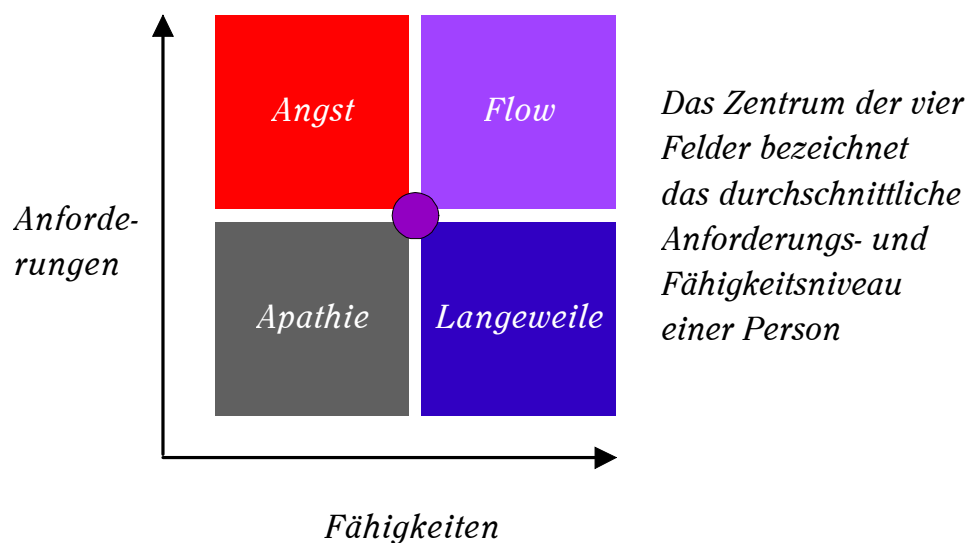 Angst
Flow
Anforde-
rungen
Apathie
Langeweile
Fähigkeiten
Das Zentrum der vier
Felder bezeichnet
das durchschnittliche
Anforderungs- und
Fähigkeitsniveau
einer Person